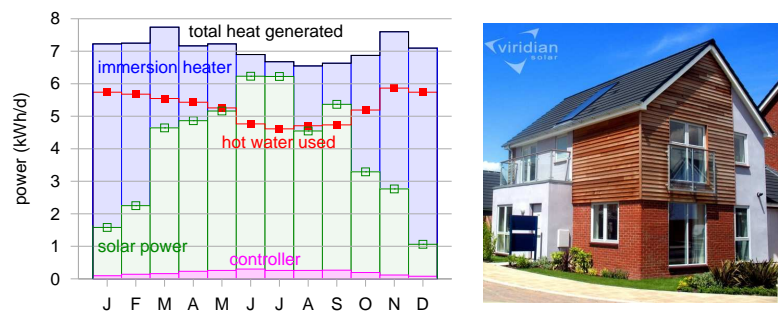 power (kWh/d)
8
7
6
5
4
3
2
1
0
total heat generated
immersion heater
hot water used
solar power
controller
J F M A M J J A S O N D
viridian
solar